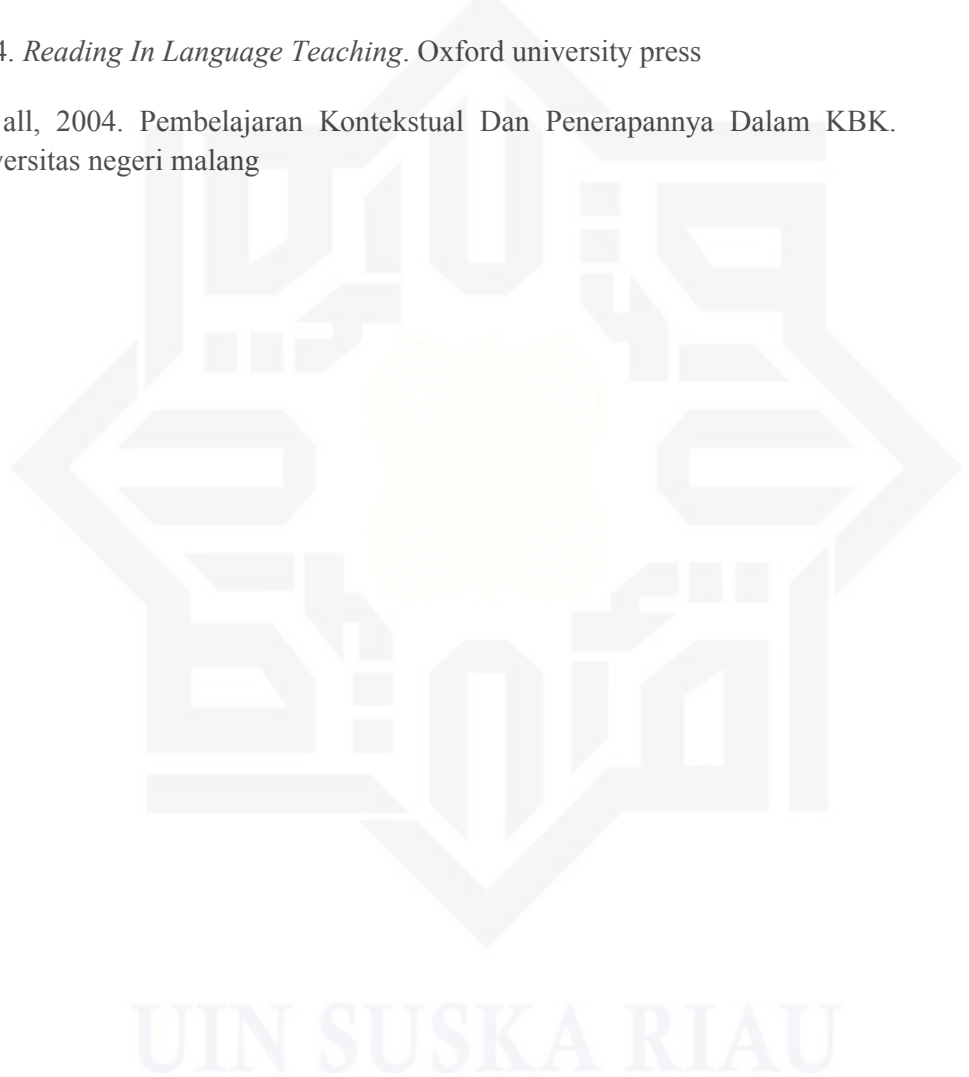 4. Reading In Language Teaching. Oxford university press
all, 2004. Pembelajaran Kontekstual Dan Penerapannya Dalam KBK.
versitas negeri malang
UIN SUSKA RIAU